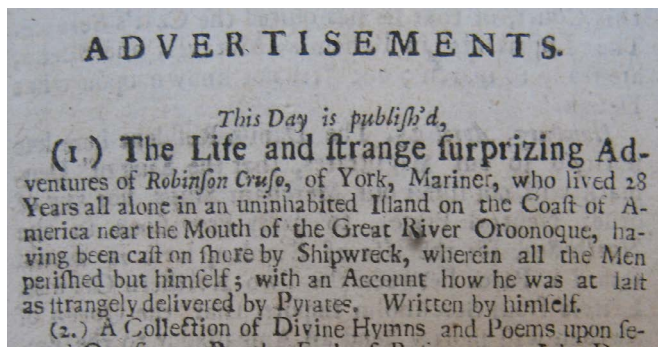 ADVERTISEMENTS.
This Day is publiſh'd,
(1.) The Life and ſtrange ſurprizing Ad-
ventures of Robinſon Cruſo, of York, Mariner, who lived 28
Years all alone in an uninhabited Iſland on the Coaſt of A-
merica near the Mouth of the Great River Oroonoque, ha-
ving been caſt on ſhore by Shipwreck, wherein all the Men
periſhed but himſelf; with an Account how he was at laſt
as ſtrangely delivered by Pyrates. Written by himſelf.
(2.) A Collection of Divine Hymns and Poems upon ſe-